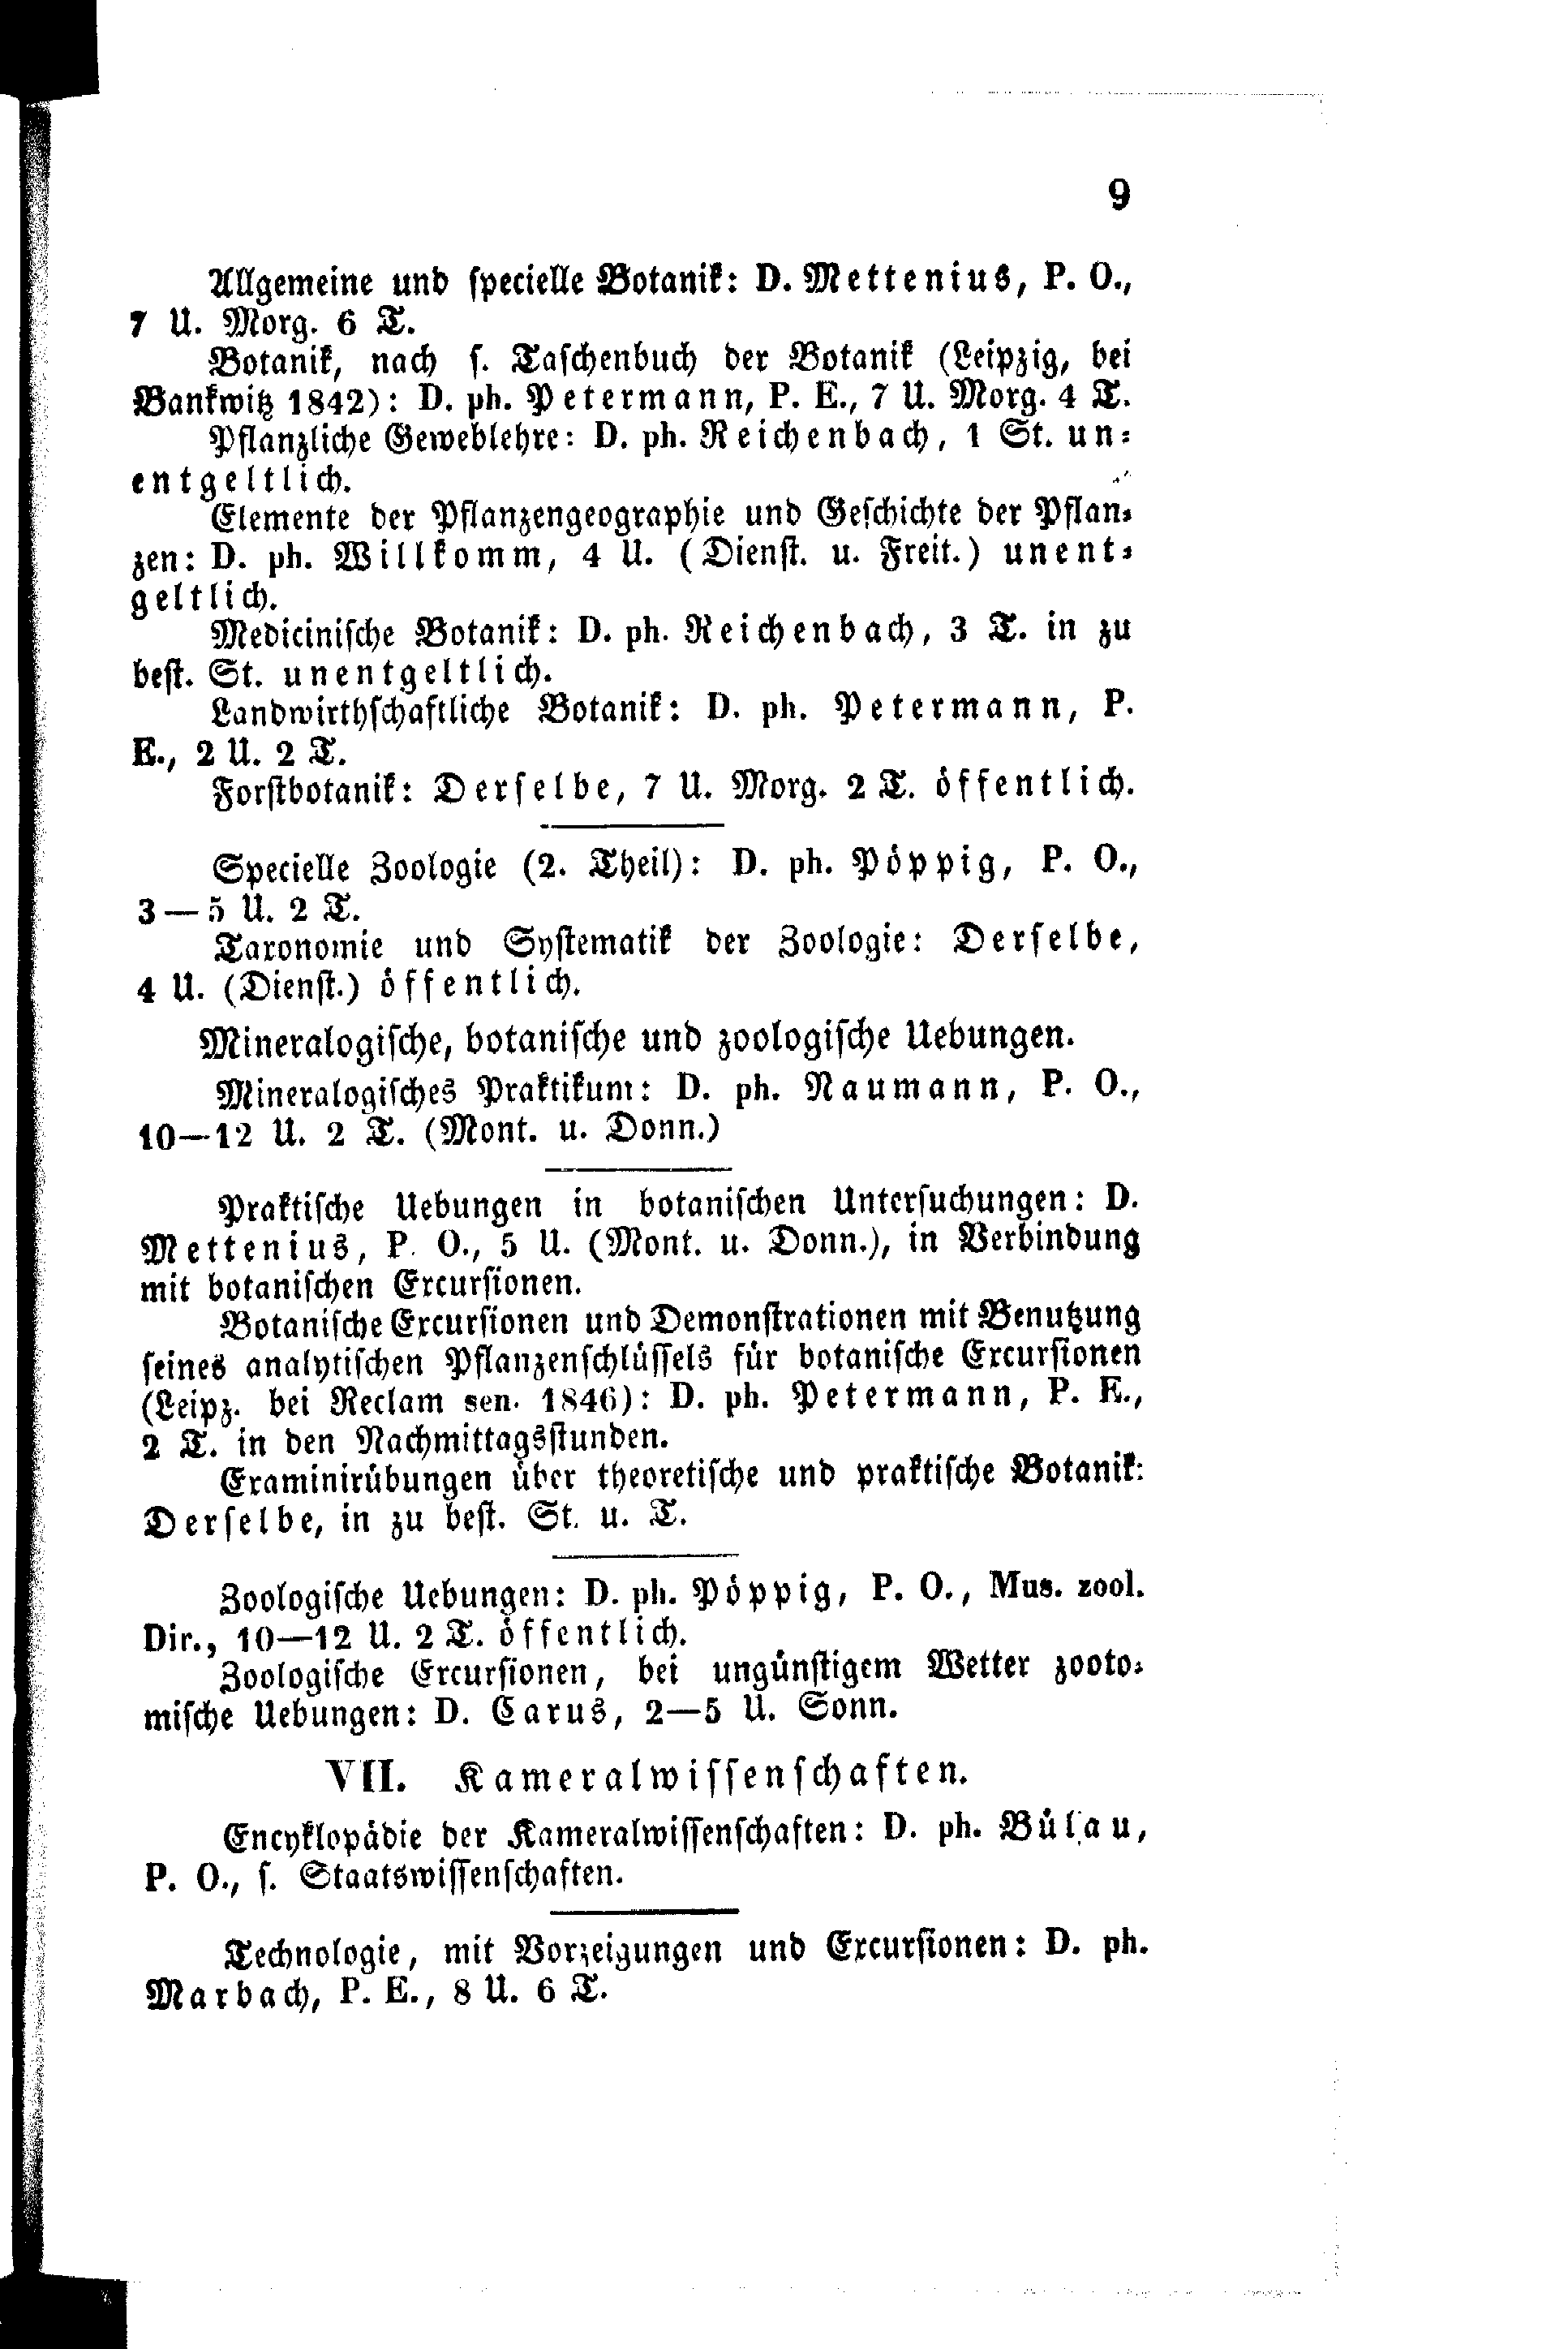 9
Allgemeine und specielle Botanik: D. Mettenius, P. O.,
7 U. Morg. 6 T.
Botanik, nach s. Taschenbuch der Botanik (Leipzig, bei
Bankwitz 1842): D. ph. Petermann, P. E., 7 U. Morg. 4 T.
Pflanzliche Geweblehre: D. ph. Reichenbach, 1 St. un-
entgeltlich.
Elemente der Pflanzengeographie und Geschichte der Pflan-
zen: D. ph. Willkomm, 4 U. (Dienst. u. Freit.) unent-
geltlich.
Medicinische Botanik: D. ph. Reichenbach, 3 T. in zu
best. St. unentgeltlich.
Landwirthschaftliche Botanik: D. ph. Petermann, P.
E., 2 U. 2 T.
Forstbotanik: Derselbe, 7 U. Morg. 2 T. öffentlich.
Specielle Zoologie (2. Theil): D. ph. Pöppig, P. O.,
3—5 U. 2 T.
Taxonomie und Systematik der Zoologie: Derselbe,
4 U. (Dienst.) öffentlich.
Mineralogische, botanische und zoologische Uebungen.
Mineralogisches Praktikum: D. ph. Naumann, P. O.,
10—12 U. 2 T. (Mont. u. Donn.)
Praktische Uebungen in botanischen Untersuchungen: D.
Mettenius, P. O., 5 U. (Mont. u. Donn.), in Verbindung
mit botanischen Excursionen.
Botanische Excursionen und Demonstrationen mit Benutzung
seines analytischen Pflanzenschlüssels für botanische Excursionen
(Leipz. bei Reclam sen. 1846): D. ph. Petermann, P. E.,
2 T. in den Nachmittagsstunden.
Examinirübungen über theoretische und praktische Botanik:
Derselbe, in zu best. St. u. T.
Zoologische Uebungen: D. ph. Pöppig, P. O., Mus. zool.
Dir., 10—12 U. 2 T. öffentlich.
Zoologische Excursionen, bei ungünstigem Wetter zooto-
mische Uebungen: D. Carus, 2—5 U. Sonn.
VII. Kameralwissenschaften.
Encyklopädie der Kameralwissenschaften: D. ph. Bülau,
P. O., s. Staatswissenschaften.
Technologie, mit Vorzeigungen und Excursionen: D. ph.
Marbach, P. E., 8 U. 6 T.